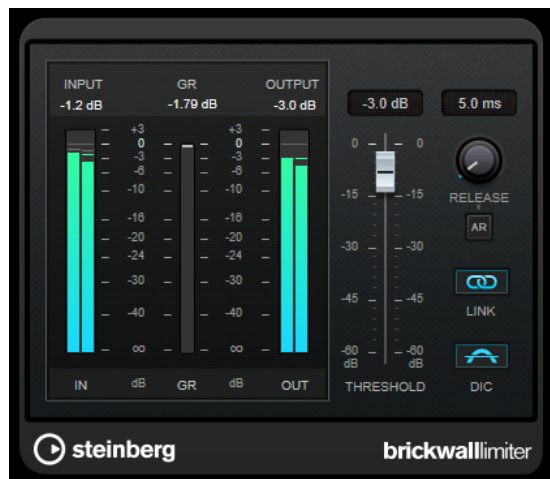 INPUT GR OUTPUT
-1.2 dB -1.79 dB -3.0 dB
-3.0 dB 5.0 ms
+3 +3
0 0
-3 -3
-6 -6
-10 -10
-16 -16
-20 -20
-24 -24
-30 -30
-40 -40
∞ ∞
IN dB GR dB OUT
0 0
-15 -15
-30 -30
-45 -45
-60 -60
dB dB
THRESHOLD
RELEASE
AR
LINK
DIC
steinberg
brickwalllimiter